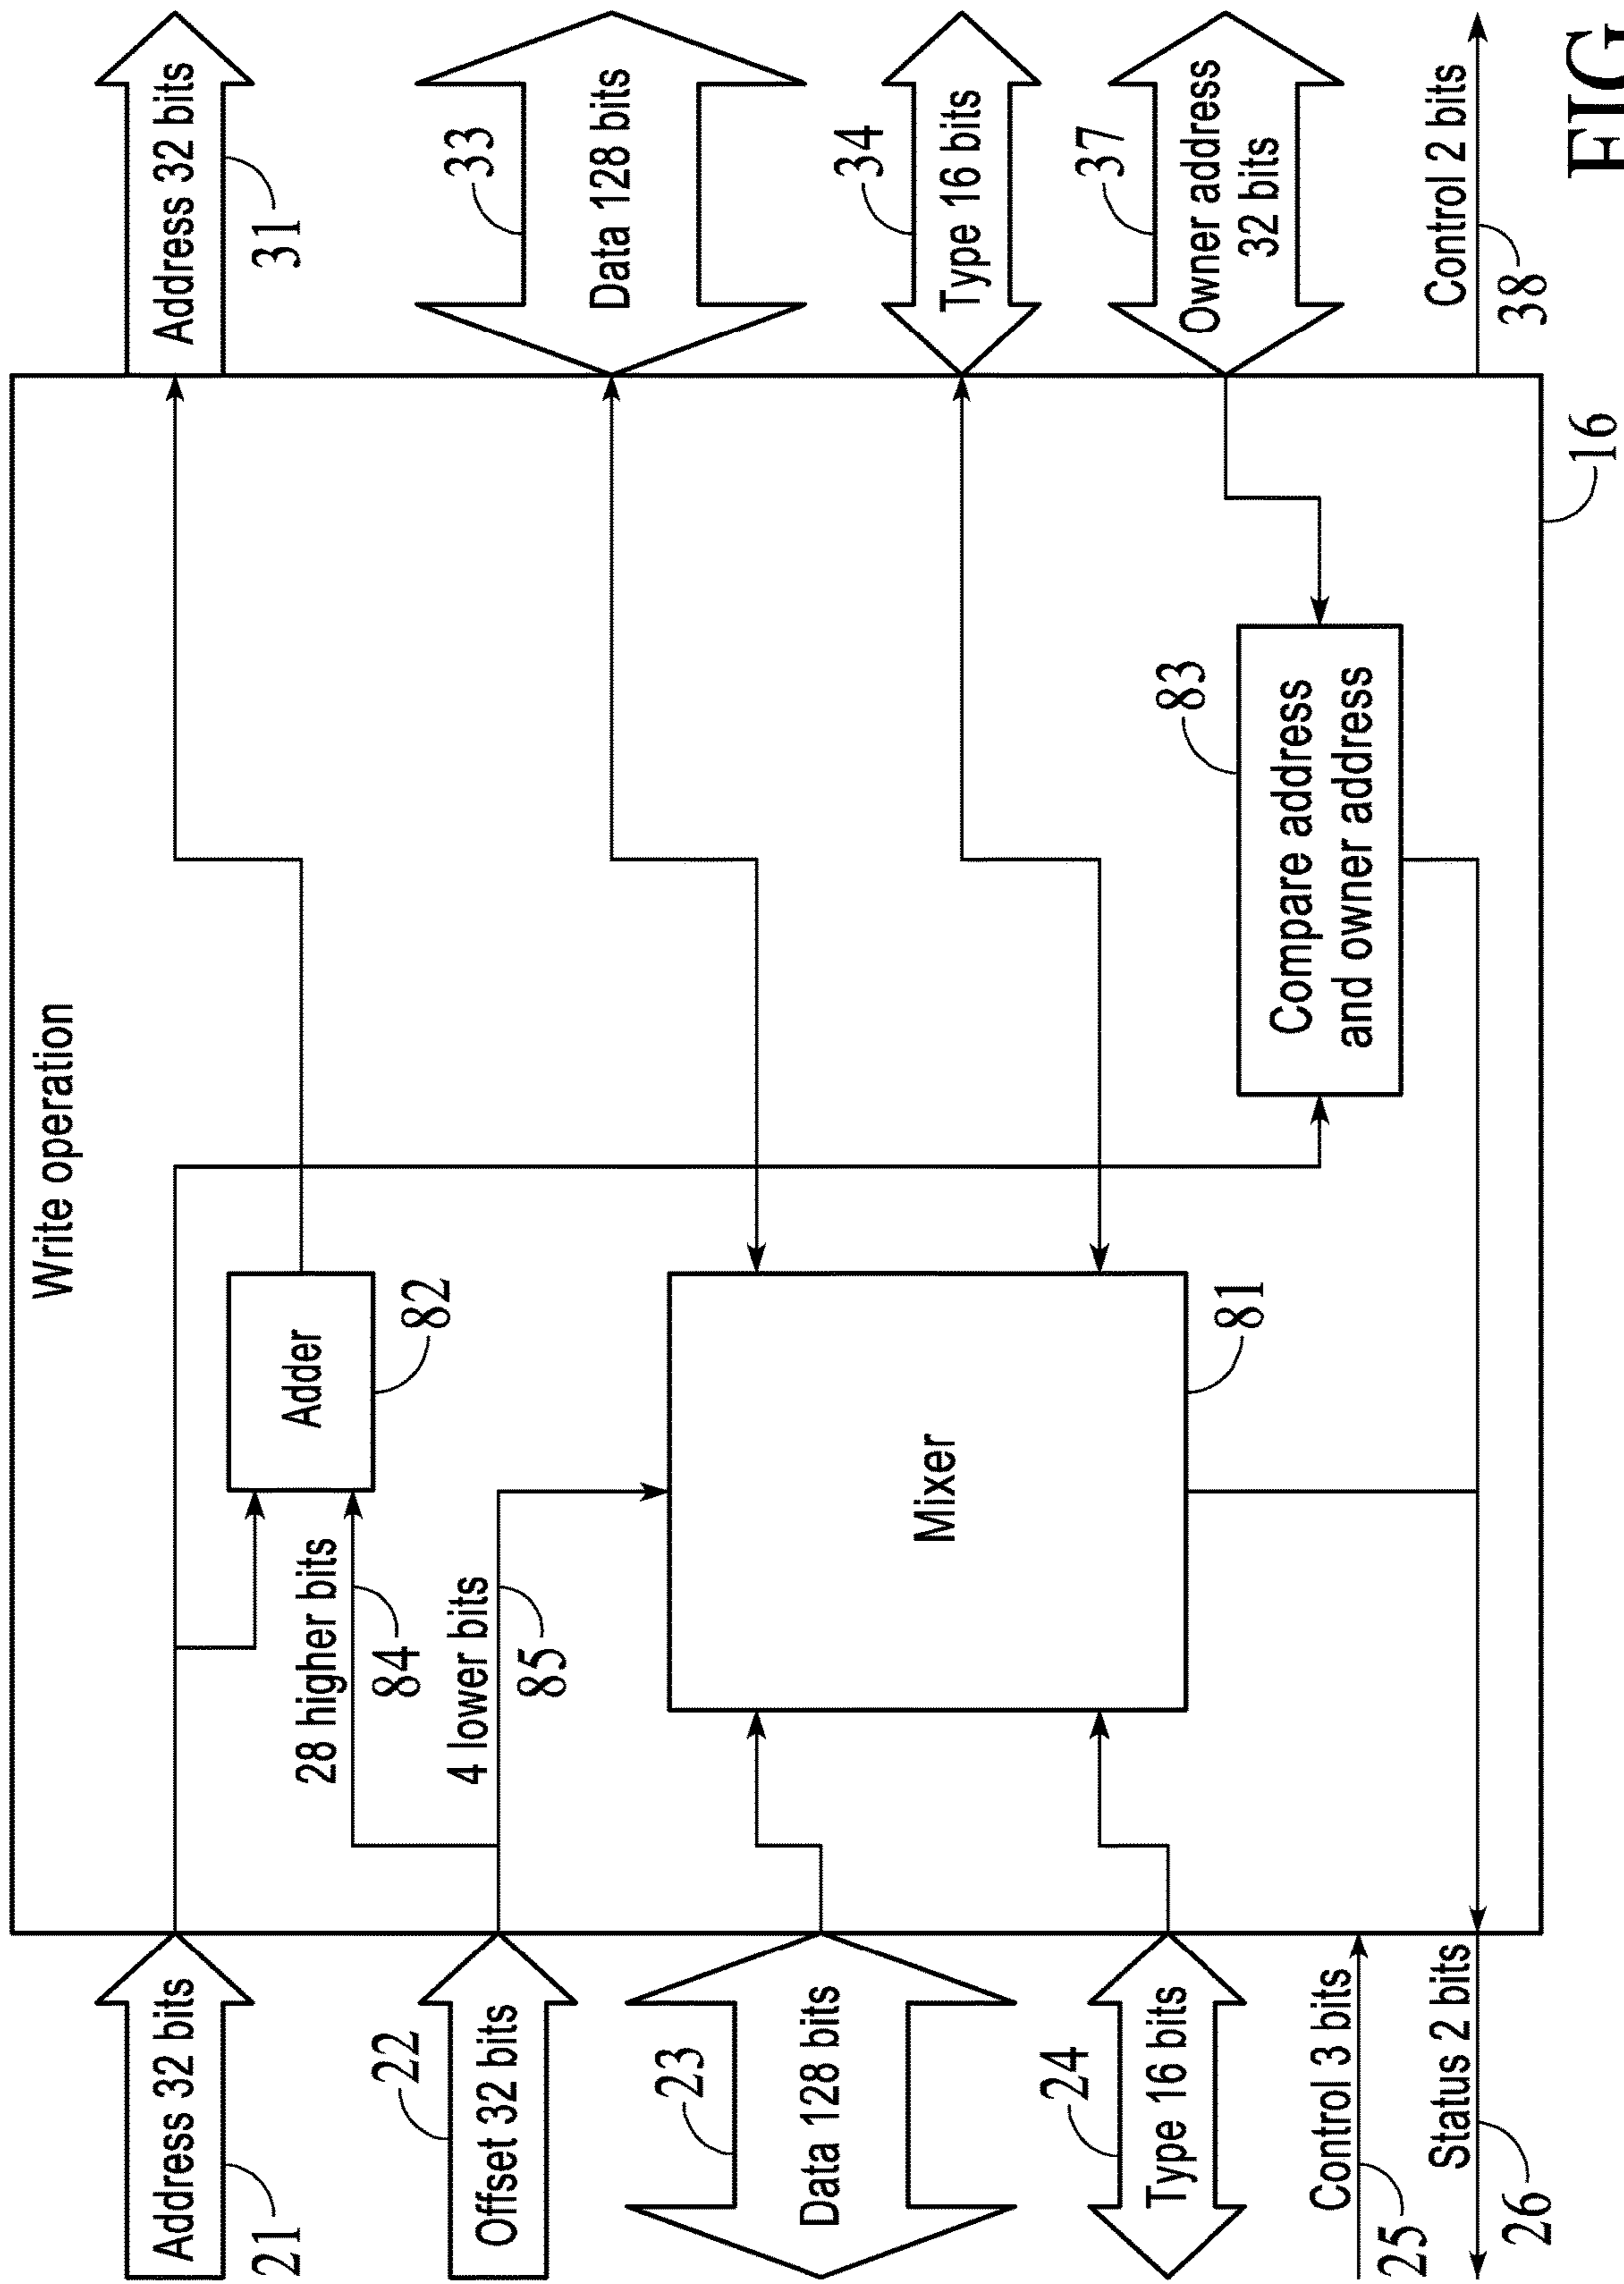 Write operation
Address 32 bits
21
Offset 32 bits
22
Data 128 bits
23
Type 16 bits
24
Control 3 bits
25
Status 2 bits
26
28 higher bits
84
4 lower bits
85
Adder
82
Mixer
81
Compare address
and owner address
83
Address 32 bits
31
Data 128 bits
33
Type 16 bits
34
Owner address
32 bits
37
Control 2 bits
38
16
FIG